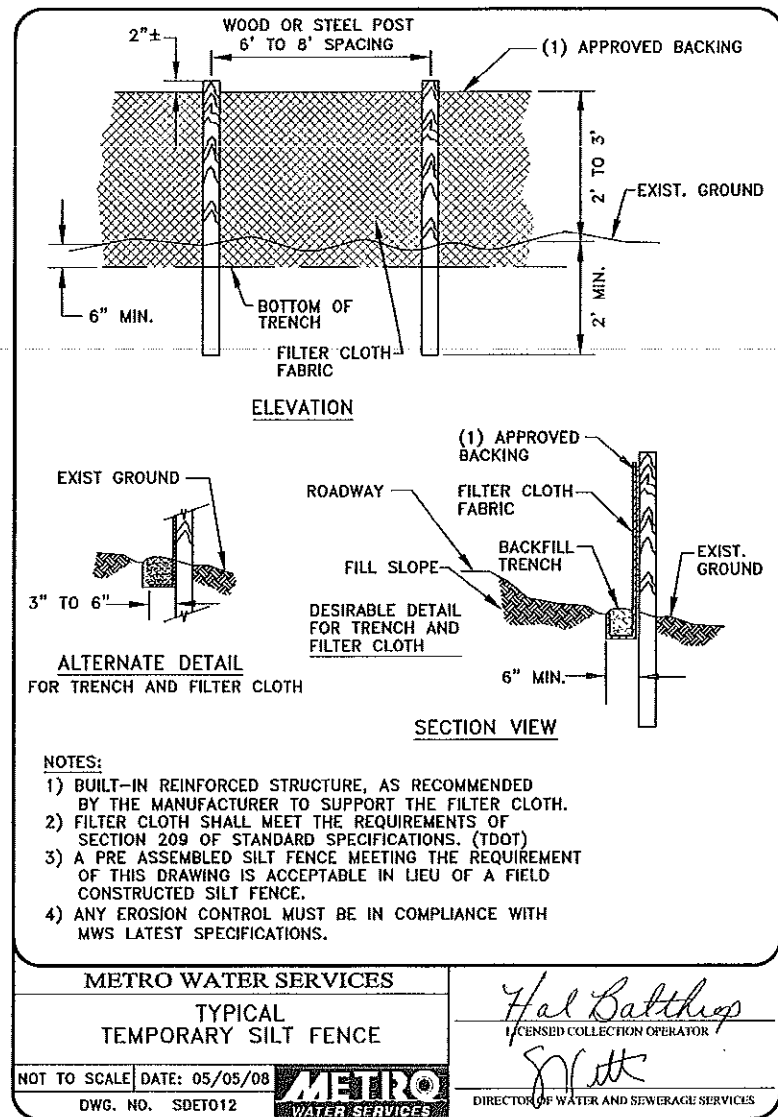 2"±
WOOD OR STEEL POST
6' TO 8' SPACING
(1) APPROVED BACKING
2' TO 3'
EXIST. GROUND
6" MIN.
BOTTOM OF
TRENCH
2' MIN.
FILTER CLOTH
FABRIC
ELEVATION
EXIST GROUND
3" TO 6"
ALTERNATE DETAIL
FOR TRENCH AND FILTER CLOTH
(1) APPROVED
BACKING
ROADWAY
FILTER CLOTH
FABRIC
FILL SLOPE
BACKFILL
TRENCH
EXIST.
GROUND
DESIRABLE DETAIL
FOR TRENCH AND
FILTER CLOTH
6" MIN.
SECTION VIEW
NOTES:
1) BUILT-IN REINFORCED STRUCTURE, AS RECOMMENDED
BY THE MANUFACTURER TO SUPPORT THE FILTER CLOTH.
2) FILTER CLOTH SHALL MEET THE REQUIREMENTS OF
SECTION 209 OF STANDARD SPECIFICATIONS. (TDOT)
3) A PRE ASSEMBLED SILT FENCE MEETING THE REQUIREMENT
OF THIS DRAWING IS ACCEPTABLE IN LIEU OF A FIELD
CONSTRUCTED SILT FENCE.
4) ANY EROSION CONTROL MUST BE IN COMPLIANCE WITH
MWS LATEST SPECIFICATIONS.
METRO WATER SERVICES
TYPICAL
TEMPORARY SILT FENCE
NOT TO SCALE DATE: 05/05/08
DWG. NO. SDET012
METRO
WATER SERVICES
Hal Balthrop
LICENSED COLLECTION OPERATOR
DIRECTOR OF WATER AND SEWERAGE SERVICES